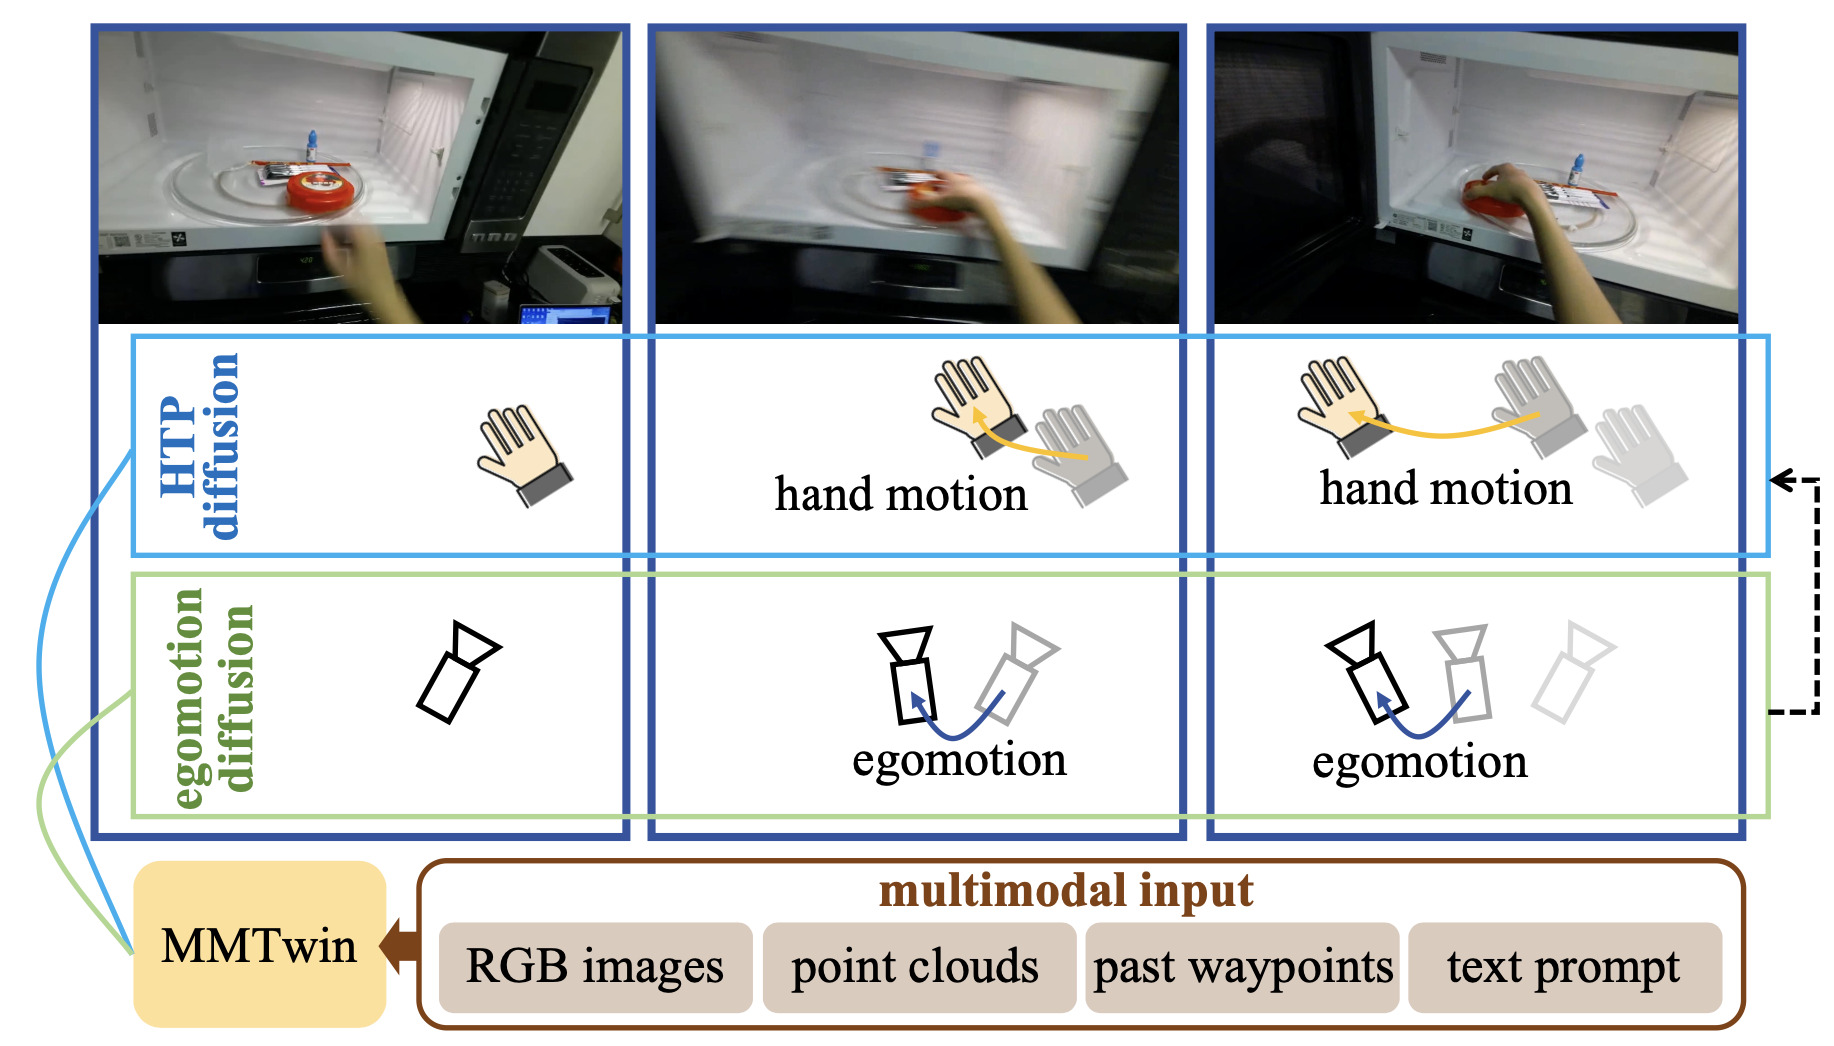 HTP
diffusion
hand motion
hand motion
egomotion
diffusion
egomotion
egomotion
MMTwin
multimodal input
RGB images
point clouds
past waypoints
text prompt